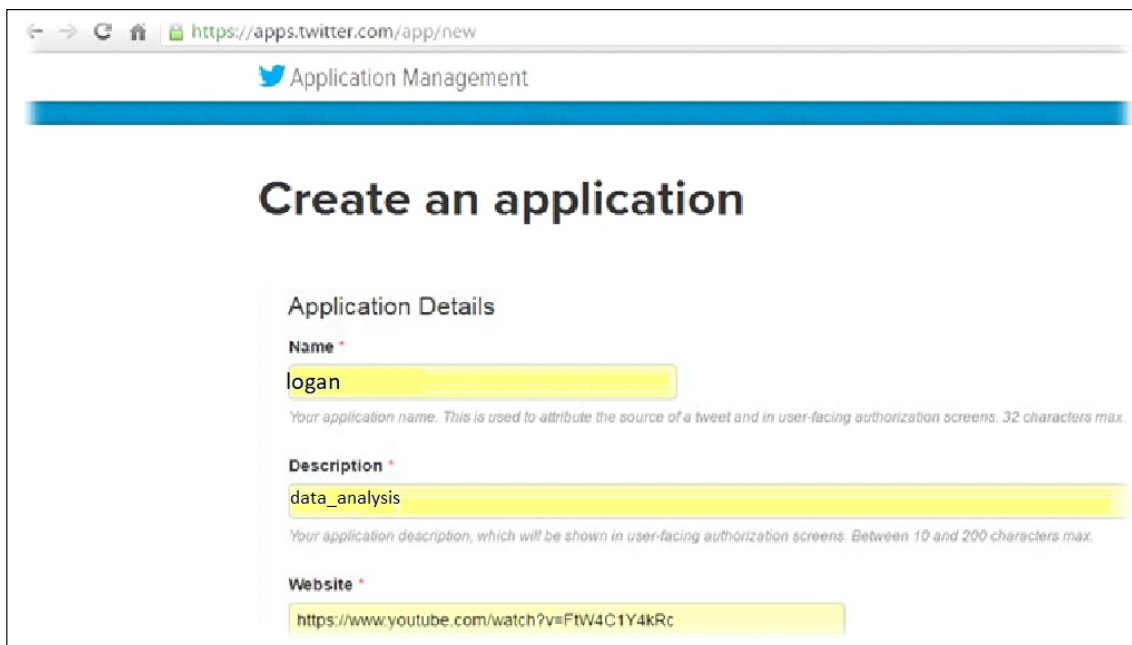 https://apps.twitter.com/app/new
Application Management
Create an application
Application Details
Name *
logan
Your application name. This is used to attribute the source of a tweet and in user-facing authorization screens. 32 characters max.
Description *
data_analysis
Your application description, which will be shown in user-facing authorization screens. Between 10 and 200 characters max.
Website *
https://www.youtube.com/watch?v=FtW4C1Y4kRc